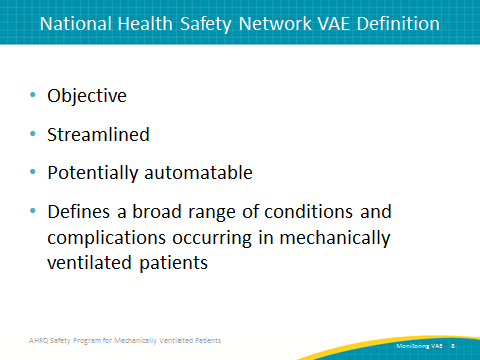 National Health Safety Network VAE Definition
• Objective
• Streamlined
• Potentially automatable
• Defines a broad range of conditions and
complications occurring in mechanically
ventilated patients
AHRQ Safety Program for Mechanically Ventilated Patients
Monitoring VAE 8